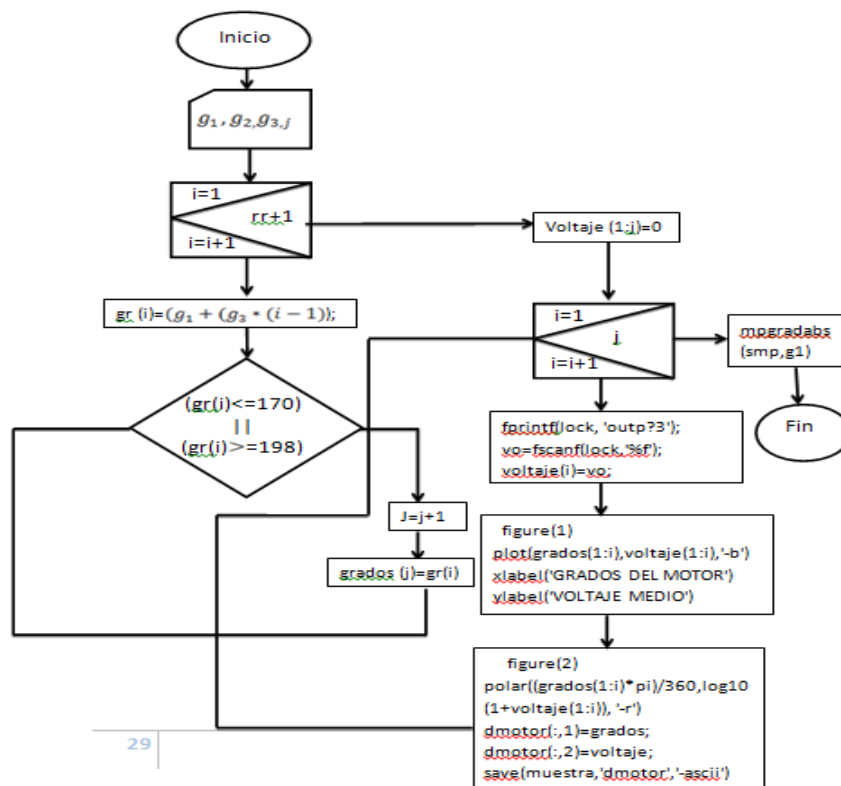 Inicio
g₁, g₂,g₃,j
i=1
rr+1
i=i+1
Voltaje (1:j)=0
gr (i)=(g₁ + (g₃ * (i − 1));
i=1
j
i=i+1
mpgradabs
(smp,g1)
Fin
(gr(i)<=170)
||
(gr(i)>=198)
J=j+1
grados (j)=gr(i)
fprintf(lock, 'outp?3');
vo=fscanf(lock,'%f');
voltaje(i)=vo;
figure(1)
plot(grados(1:i),voltaje(1:i),'-b')
xlabel('GRADOS DEL MOTOR')
ylabel('VOLTAJE MEDIO')
figure(2)
polar((grados(1:i)*pi)/360,log10
(1+voltaje(1:i)), '-r')
dmotor(:,1)=grados;
dmotor(:,2)=voltaje;
save(muestra,'dmotor','-ascii')
29